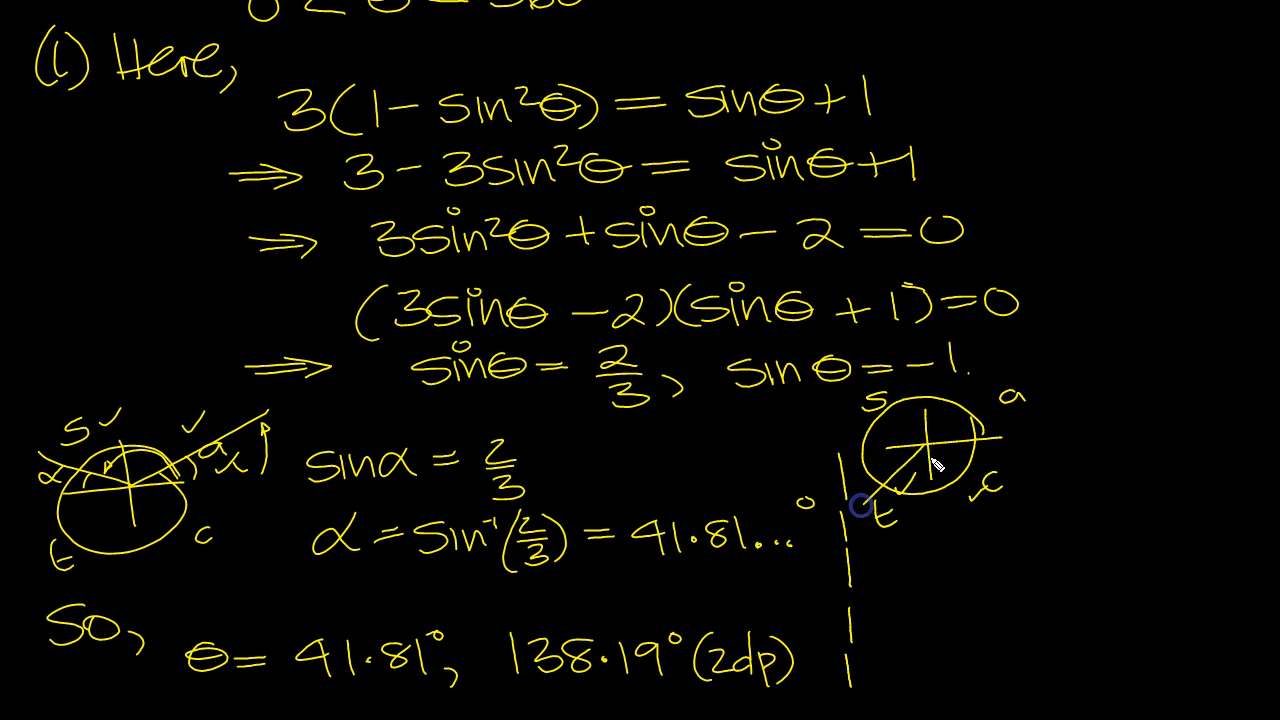 (1) Here,
3(1 - sin²θ) = sinθ + 1
⇒ 3 - 3sin²θ = sinθ + 1
⇒ 3sin²θ + sinθ - 2 = 0
(3sinθ - 2)(sinθ + 1) = 0
⇒ sinθ = 2/3, sinθ = -1.
S ✓ ✓ a
α α
t c
sinα = 2/3
α = sin⁻¹(2/3) = 41.81...°
So,
θ = 41.81°, 138.19° (2dp)
S a
✓ ✓ c
t